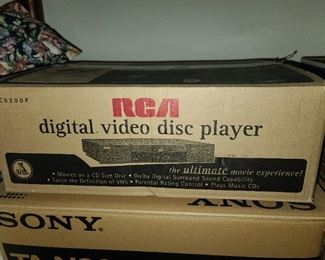 RCA
digital video disc player
the ultimate movie experience!
• Movies on a CD Size Disc • Dolby Digital Surround Sound Capability
• Twice the Definition of VHS • Parental Rating Control • Plays Music CDs
SONY
SONY